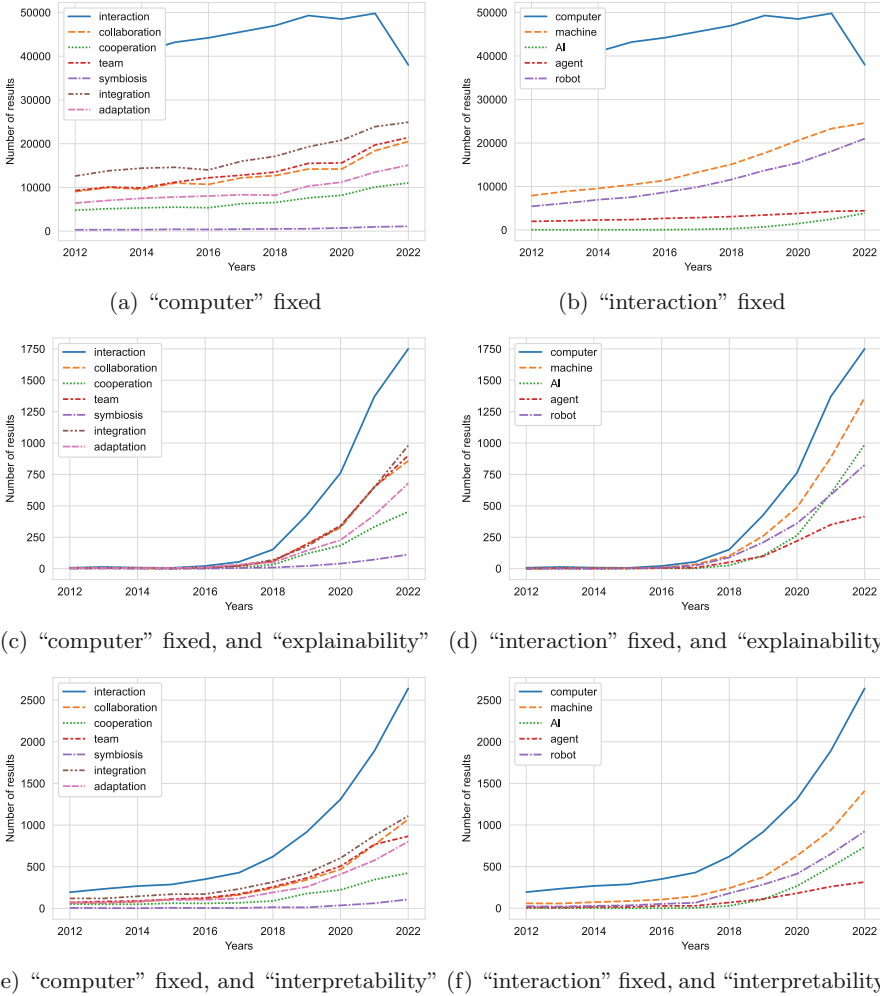 50000
40000
30000
20000
10000
0
Number of results
interaction
collaboration
cooperation
team
symbiosis
integration
adaptation
2012 2014 2016 2018 2020 2022
Years
(a) “computer” fixed
50000
40000
30000
20000
10000
0
Number of results
computer
machine
AI
agent
robot
2012 2014 2016 2018 2020 2022
Years
(b) “interaction” fixed
1750
1500
1250
1000
750
500
250
0
Number of results
interaction
collaboration
cooperation
team
symbiosis
integration
adaptation
2012 2014 2016 2018 2020 2022
Years
(c) “computer” fixed, and “explainability”
1750
1500
1250
1000
750
500
250
0
Number of results
computer
machine
AI
agent
robot
2012 2014 2016 2018 2020 2022
Years
(d) “interaction” fixed, and “explainability
2500
2000
1500
1000
500
0
Number of results
interaction
collaboration
cooperation
team
symbiosis
integration
adaptation
2012 2014 2016 2018 2020 2022
Years
e) “computer” fixed, and “interpretability”
2500
2000
1500
1000
500
0
Number of results
computer
machine
AI
agent
robot
2012 2014 2016 2018 2020 2022
Years
(f) “interaction” fixed, and “interpretability